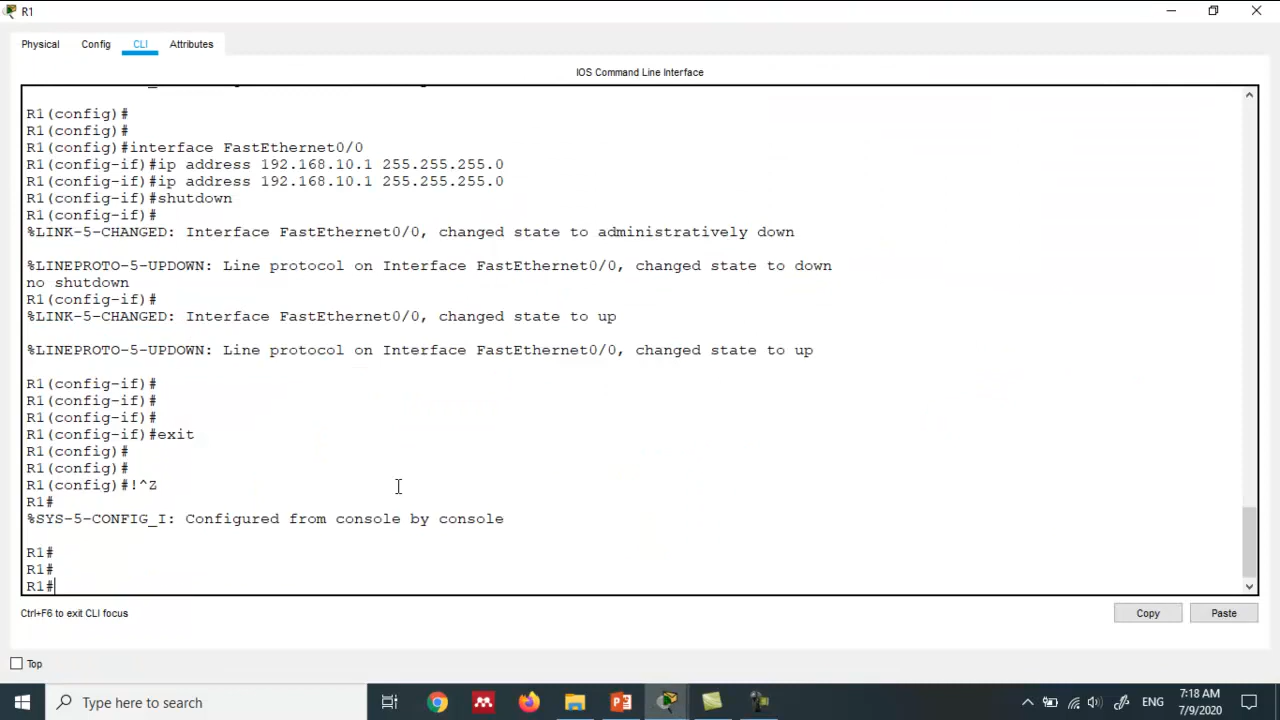 R1
Physical
Config
CLI
Attributes
IOS Command Line Interface
R1(config)#
R1(config)#
R1(config)#interface FastEthernet0/0
R1(config-if)#ip address 192.168.10.1 255.255.255.0
R1(config-if)#ip address 192.168.10.1 255.255.255.0
R1(config-if)#shutdown
R1(config-if)#
%LINK-5-CHANGED: Interface FastEthernet0/0, changed state to administratively down
%LINEPROTO-5-UPDOWN: Line protocol on Interface FastEthernet0/0, changed state to down
no shutdown
R1(config-if)#
%LINK-5-CHANGED: Interface FastEthernet0/0, changed state to up
%LINEPROTO-5-UPDOWN: Line protocol on Interface FastEthernet0/0, changed state to up
R1(config-if)#
R1(config-if)#
R1(config-if)#
R1(config-if)#exit
R1(config)#
R1(config)#
R1(config)#!^Z
R1#
%SYS-5-CONFIG_I: Configured from console by console
R1#
R1#
R1#
Ctrl+F6 to exit CLI focus
Copy
Paste
Top
Type here to search
ENG
7:18 AM
7/9/2020